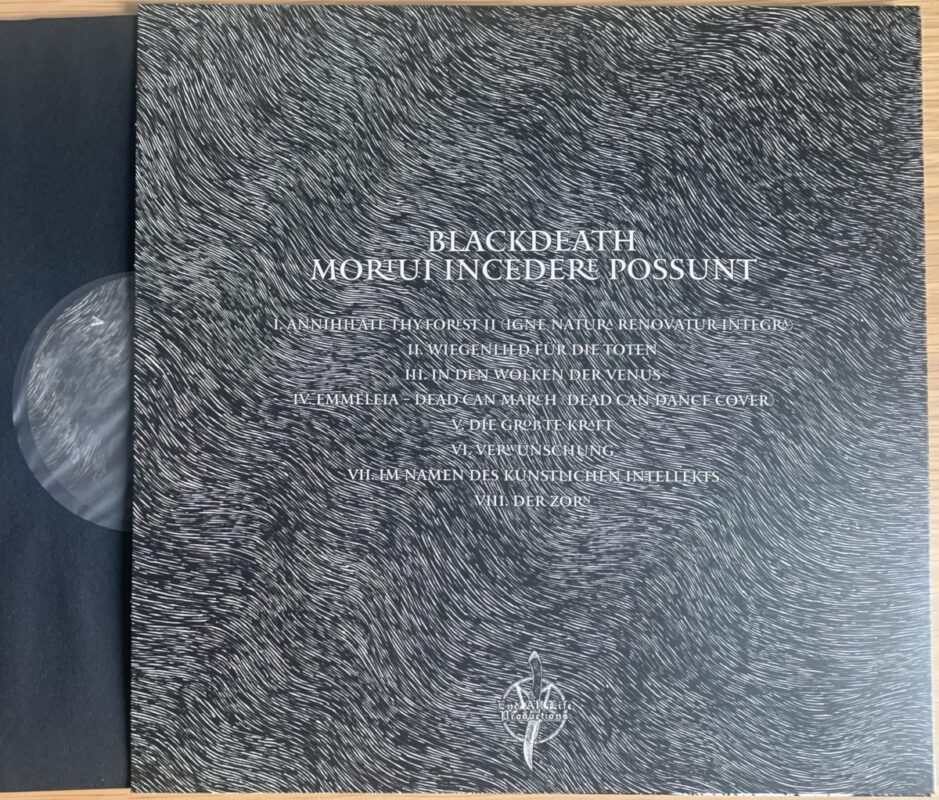 BLACKDEATH
MORTUI INCEDERE POSSUNT
I. ANNIHILATE THY FOREST II (IGNE NATURA RENOVATUR INTEGRA)
II. WIEGENLIED FÜR DIE TOTEN
III. IN DEN WOLKEN DER VENUS
IV. EMMELEIA – DEAD CAN MARCH (DEAD CAN DANCE COVER)
V. DIE GRÖßTE KRAFT
VI. VERWÜNSCHUNG
VII. IM NAMEN DES KÜNSTLICHEN INTELLEKTS
VIII. DER ZORN
End All Life
Productions